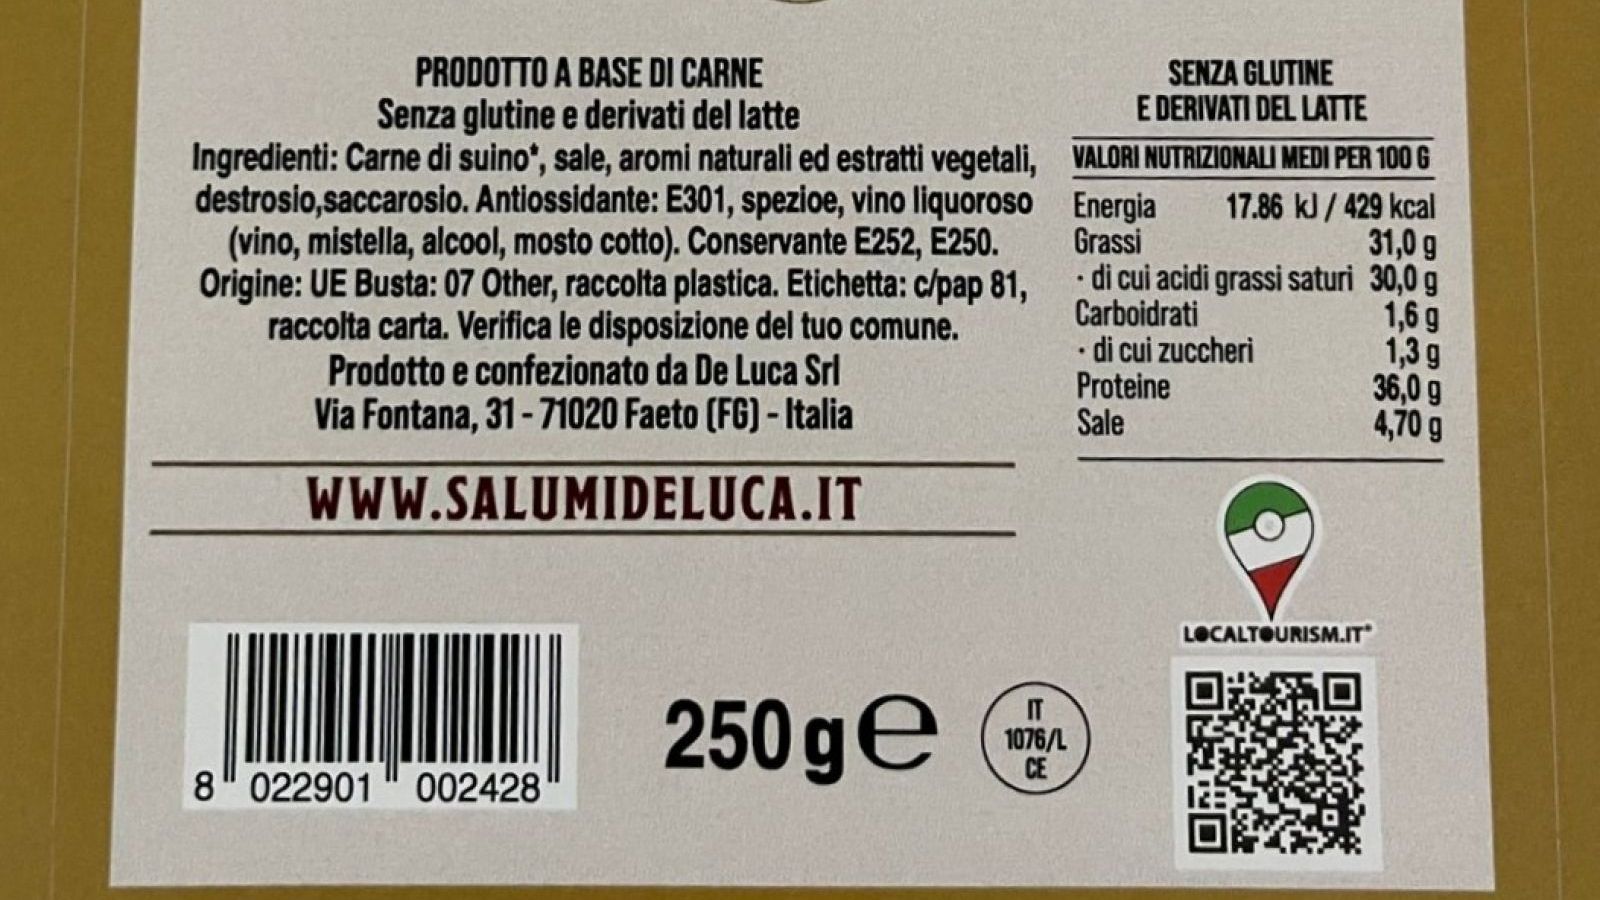 PRODOTTO A BASE DI CARNE
Senza glutine e derivati del latte
Ingredienti: Carne di suino*, sale, aromi naturali ed estratti vegetali,
destrosio,saccarosio. Antiossidante: E301, spezioe, vino liquoroso
(vino, mistella, alcool, mosto cotto). Conservante E252, E250.
Origine: UE Busta: 07 Other, raccolta plastica. Etichetta: c/pap 81,
raccolta carta. Verifica le disposizione del tuo comune.
Prodotto e confezionato da De Luca Srl
Via Fontana, 31 - 71020 Faeto (FG) - Italia
WWW.SALUMIDELUCA.IT
8 022901 002428
250 g e
IT
1076/L
CE
SENZA GLUTINE
E DERIVATI DEL LATTE
VALORI NUTRIZIONALI MEDI PER 100 G
Energia 17.86 kJ / 429 kcal
Grassi 31,0 g
· di cui acidi grassi saturi 30,0 g
Carboidrati 1,6 g
· di cui zuccheri 1,3 g
Proteine 36,0 g
Sale 4,70 g
LOCALTOURISM.IT®